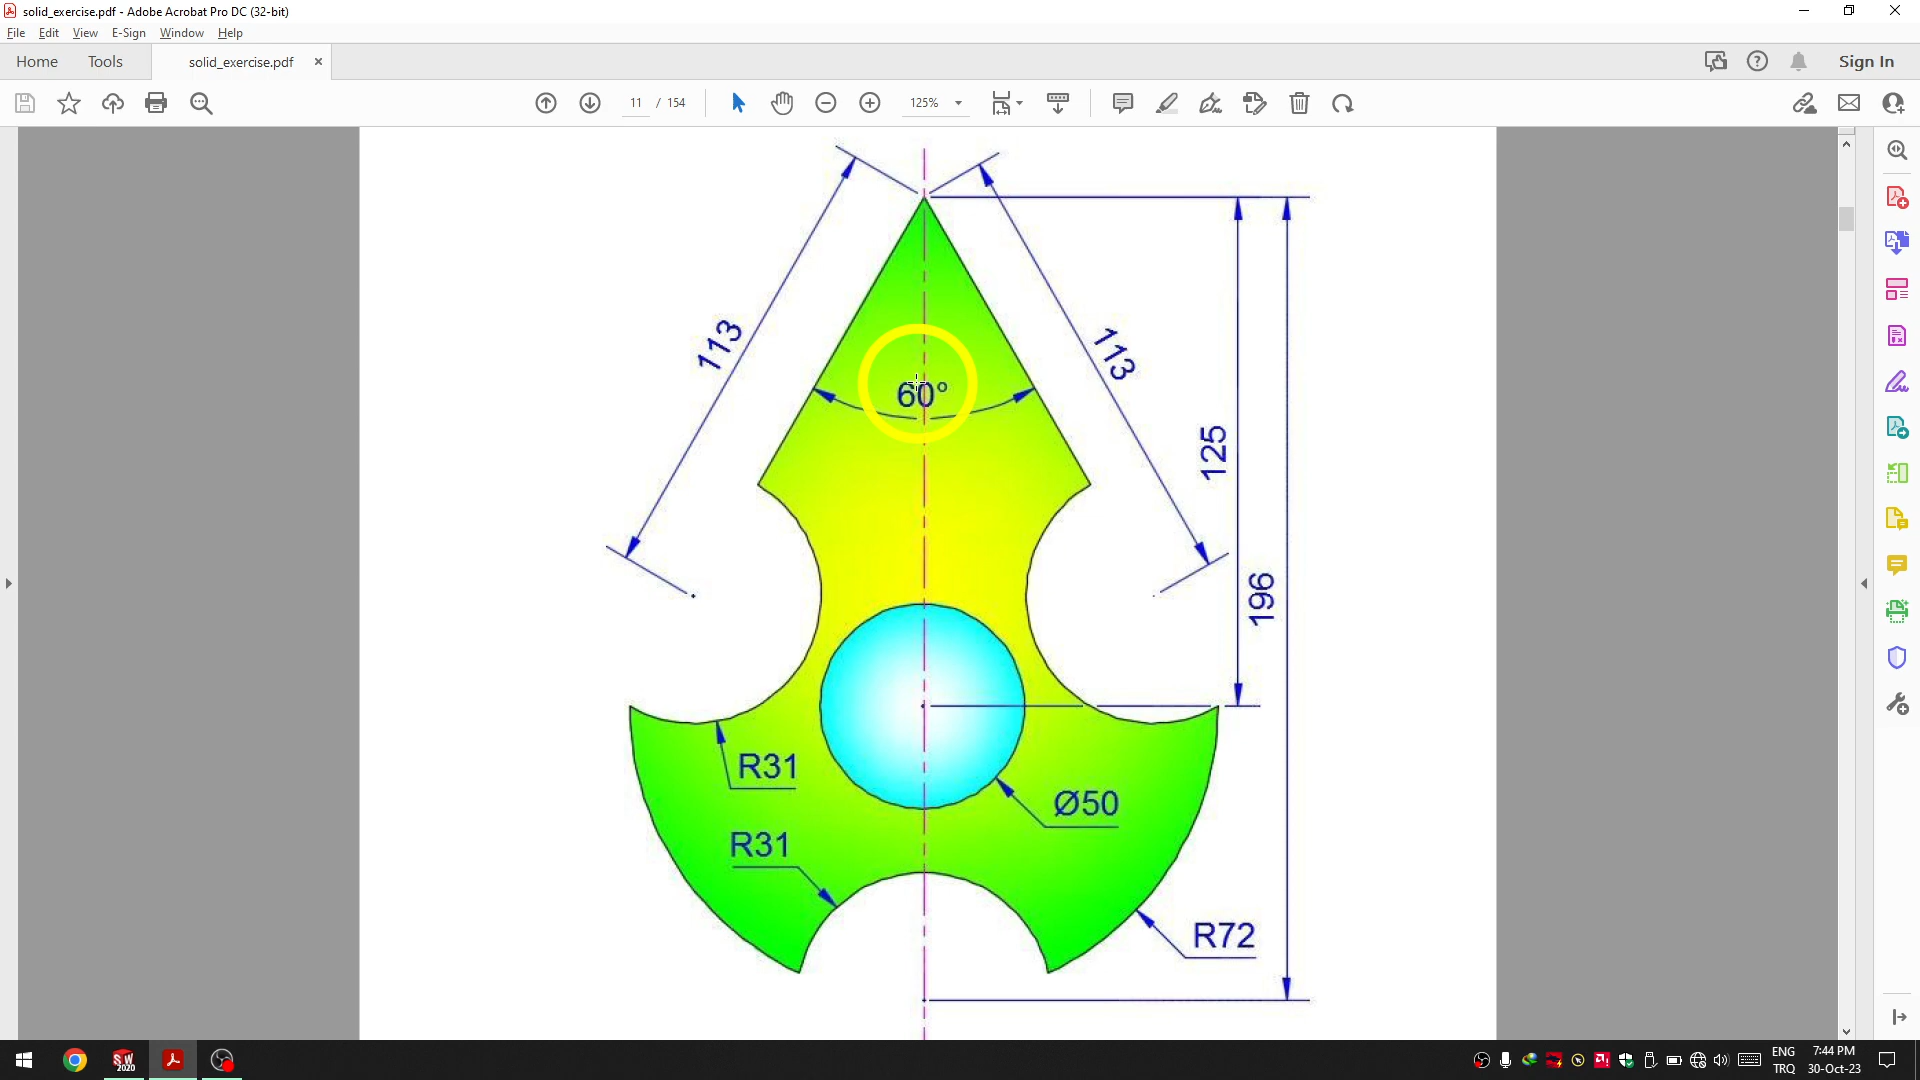 solid_exercise.pdf - Adobe Acrobat Pro DC (32-bit)
File Edit View E-Sign Window Help
Home Tools solid_exercise.pdf × Sign In
11 / 154 125%
113
113
60°
125
196
R31
Ø50
R31
R72
SW 2020
ENG 7:44 PM
TRQ 30-Oct-23